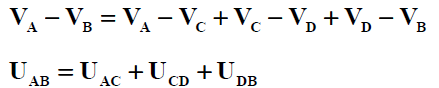 V_A − V_B = V_A − V_C + V_C − V_D + V_D − V_B
U_AB = U_AC + U_CD + U_DB